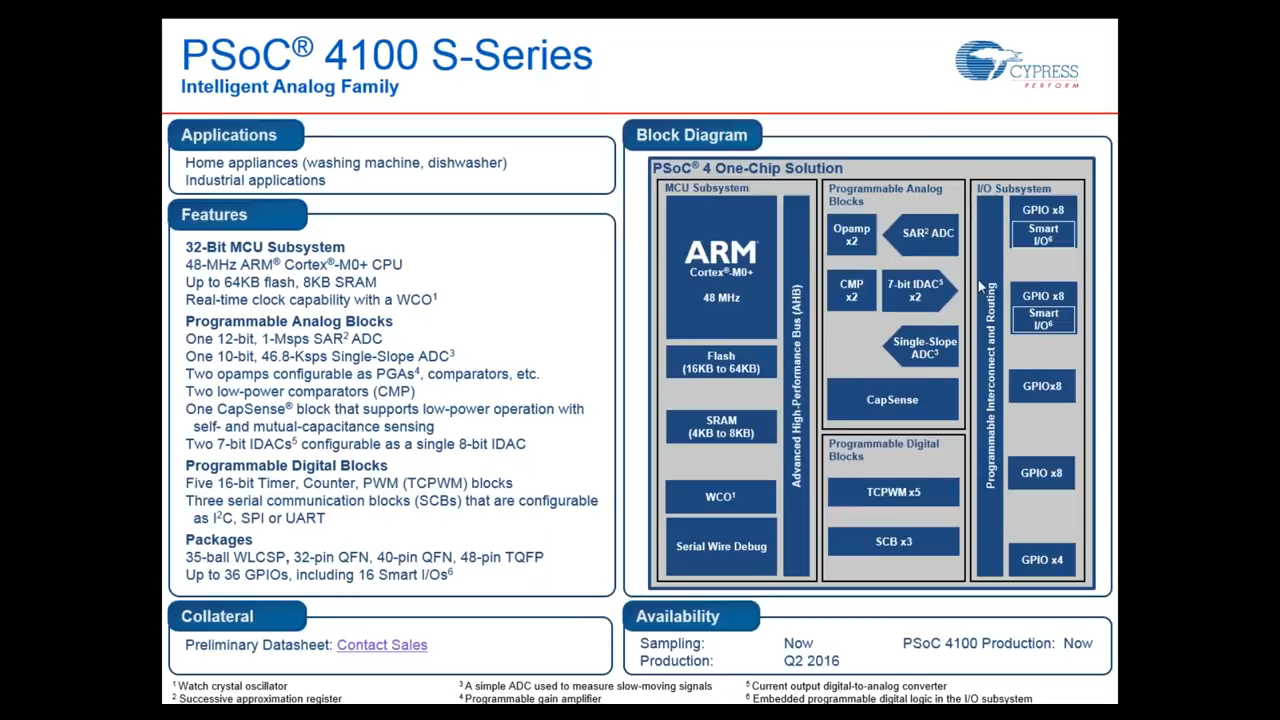 PSoC® 4100 S-Series
Intelligent Analog Family
CYPRESS
PERFORM
Applications
Home appliances (washing machine, dishwasher)
Industrial applications
Features
32-Bit MCU Subsystem
48-MHz ARM® Cortex®-M0+ CPU
Up to 64KB flash, 8KB SRAM
Real-time clock capability with a WCO¹
Programmable Analog Blocks
One 12-bit, 1-Msps SAR² ADC
One 10-bit, 46.8-Ksps Single-Slope ADC³
Two opamps configurable as PGAs⁴, comparators, etc.
Two low-power comparators (CMP)
One CapSense® block that supports low-power operation with
self- and mutual-capacitance sensing
Two 7-bit IDACs⁵ configurable as a single 8-bit IDAC
Programmable Digital Blocks
Five 16-bit Timer, Counter, PWM (TCPWM) blocks
Three serial communication blocks (SCBs) that are configurable
as I²C, SPI or UART
Packages
35-ball WLCSP, 32-pin QFN, 40-pin QFN, 48-pin TQFP
Up to 36 GPIOs, including 16 Smart I/Os⁶
Collateral
Preliminary Datasheet: Contact Sales
Block Diagram
PSoC® 4 One-Chip Solution
MCU Subsystem
ARM®
Cortex®-M0+
48 MHz
Flash
(16KB to 64KB)
SRAM
(4KB to 8KB)
WCO¹
Serial Wire Debug
Advanced High-Performance Bus (AHB)
Programmable Analog
Blocks
Opamp
x2
SAR² ADC
CMP
x2
7-bit IDAC⁵
x2
Single-Slope
ADC³
CapSense
Programmable Digital
Blocks
TCPWM x5
SCB x3
I/O Subsystem
Programmable Interconnect and Routing
GPIO x8
Smart
I/O⁶
GPIO x8
Smart
I/O⁶
GPIOx8
GPIO x8
GPIO x4
Availability
Sampling: Now PSoC 4100 Production: Now
Production: Q2 2016
¹ Watch crystal oscillator
² Successive approximation register
³ A simple ADC used to measure slow-moving signals
⁴ Programmable gain amplifier
⁵ Current output digital-to-analog converter
⁶ Embedded programmable digital logic in the I/O subsystem